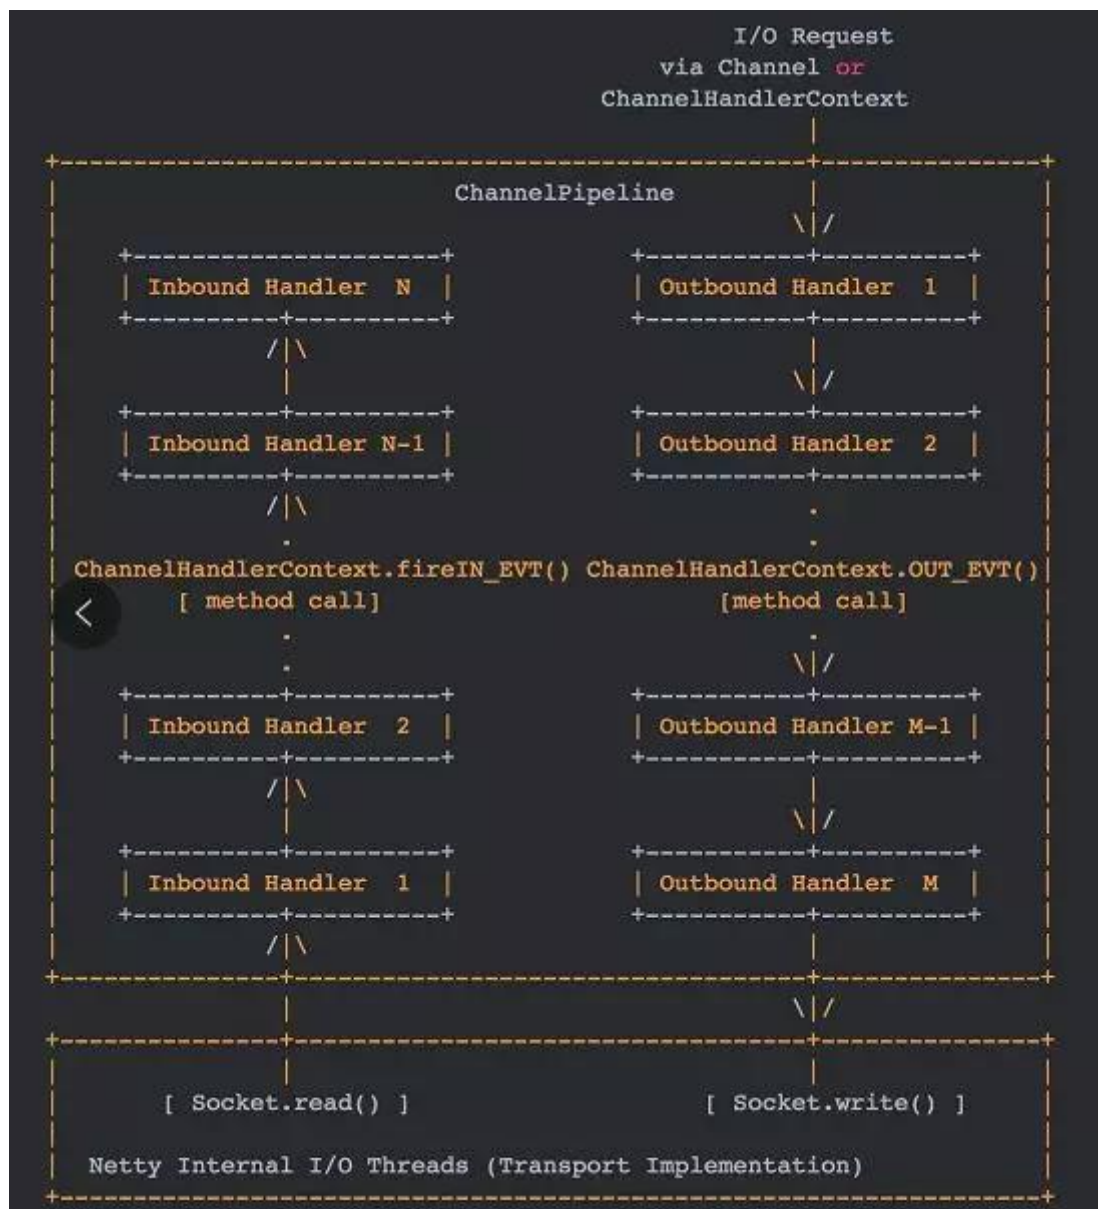 I/O Request
via Channel or
ChannelHandlerContext
|
+---------------------------------------------------+---------------+
| ChannelPipeline | |
| \|/ |
| +---------------------+ +-----------+----------+ |
| | Inbound Handler N | | Outbound Handler 1 | |
| +----------+----------+ +-----------+----------+ |
| /|\ | |
| | \|/ |
| +----------+----------+ +-----------+----------+ |
| | Inbound Handler N-1 | | Outbound Handler 2 | |
| +----------+----------+ +-----------+----------+ |
| /|\ . |
| . . |
| ChannelHandlerContext.fireIN_EVT() ChannelHandlerContext.OUT_EVT()|
| [ method call] [method call] |
| . . |
| . \|/ |
| +----------+----------+ +-----------+----------+ |
| | Inbound Handler 2 | | Outbound Handler M-1 | |
| +----------+----------+ +-----------+----------+ |
| /|\ | |
| | \|/ |
| +----------+----------+ +-----------+----------+ |
| | Inbound Handler 1 | | Outbound Handler M | |
| +----------+----------+ +-----------+----------+ |
| /|\ | |
+---------------+-----------------------------------+---------------+
| \|/
+---------------+-----------------------------------+---------------+
| | | |
| [ Socket.read() ] [ Socket.write() ] |
| |
| Netty Internal I/O Threads (Transport Implementation) |
+-------------------------------------------------------------------+